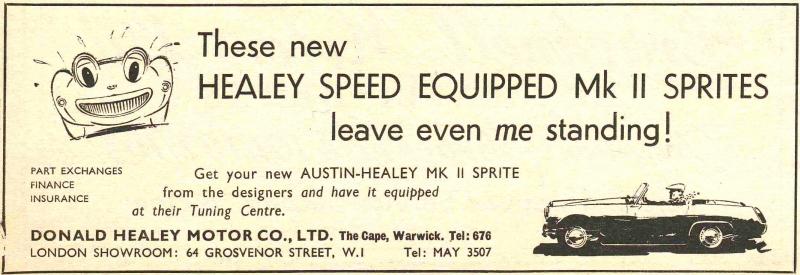 These new
HEALEY SPEED EQUIPPED Mk II SPRITES
leave even me standing!
PART EXCHANGES
FINANCE
INSURANCE
Get your new AUSTIN-HEALEY MK II SPRITE
from the designers and have it equipped
at their Tuning Centre.
DONALD HEALEY MOTOR CO., LTD. The Cape, Warwick. Tel: 676
LONDON SHOWROOM: 64 GROSVENOR STREET, W.I Tel: MAY 3507